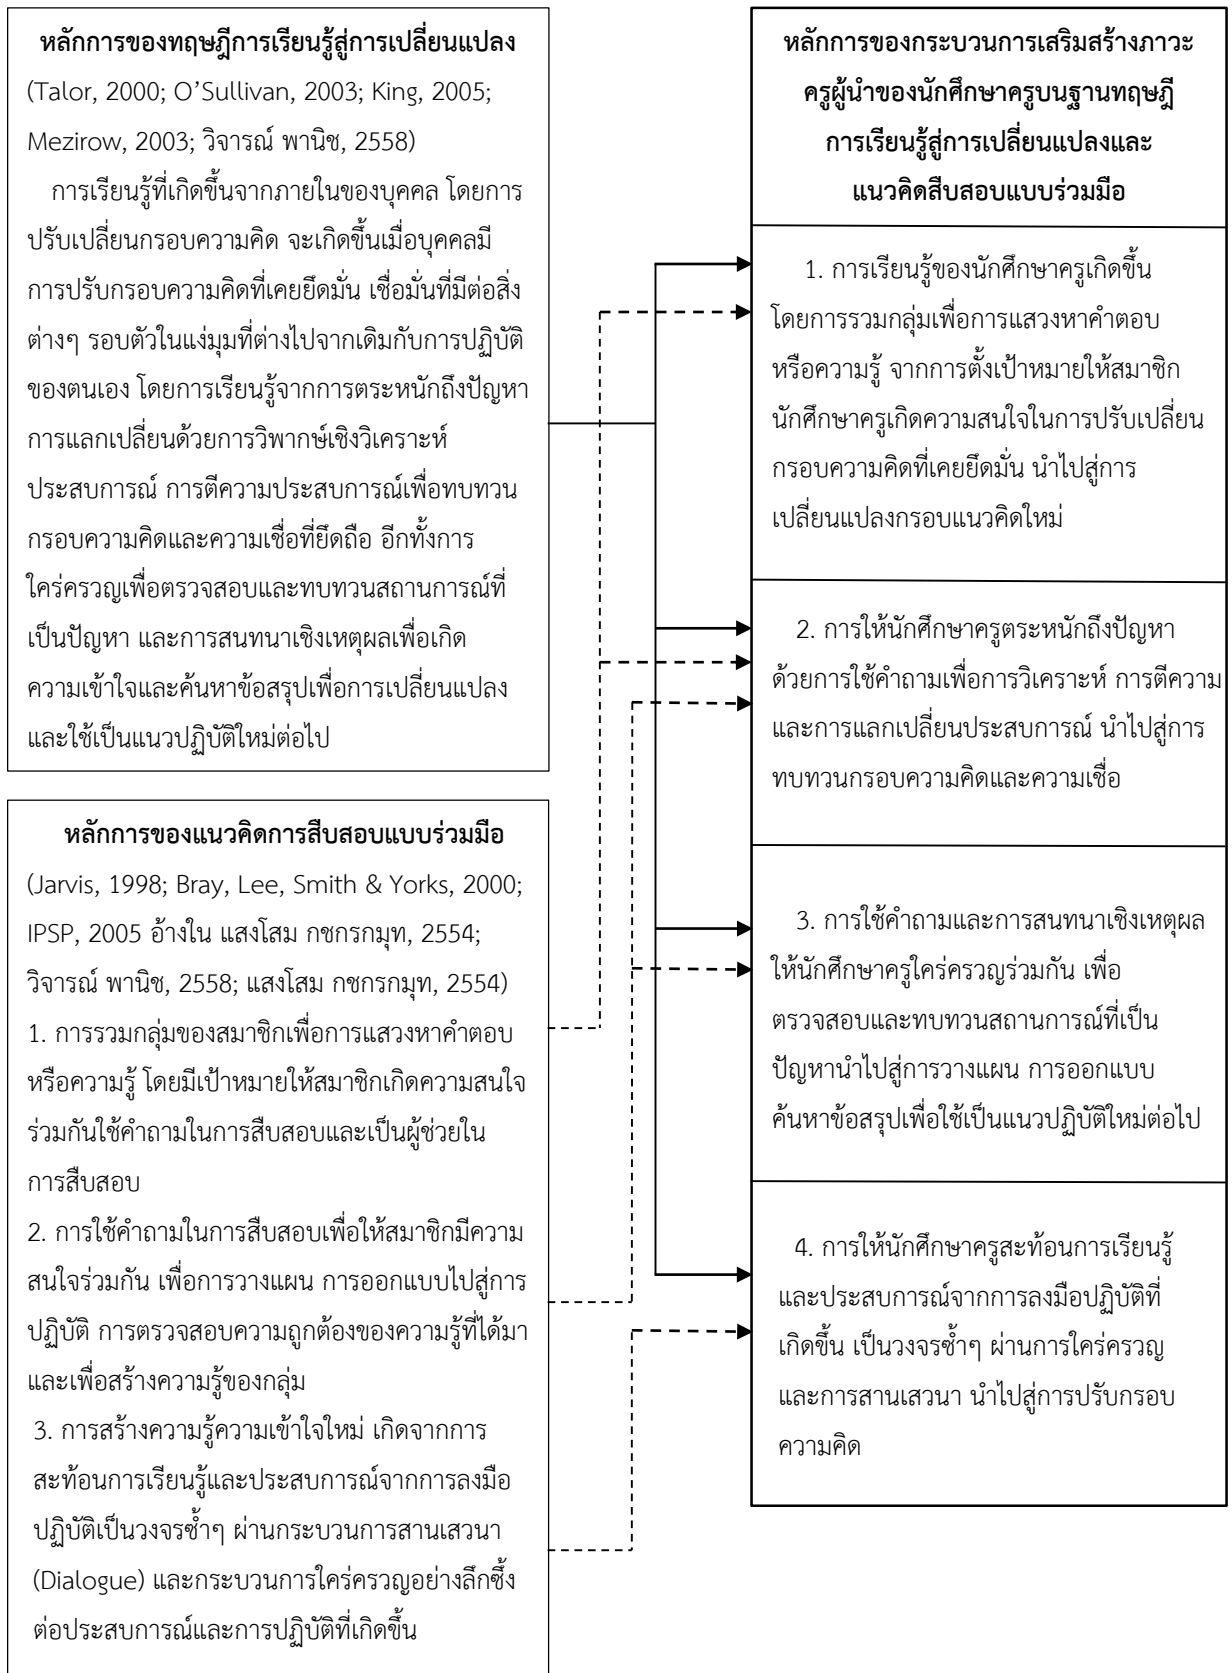 หลักการของทฤษฎีการเรียนรู้สู่การเปลี่ยนแปลง
(Talor, 2000; O’Sullivan, 2003; King, 2005;
Mezirow, 2003; วิจารณ์ พานิช, 2558)
การเรียนรู้ที่เกิดขึ้นจากภายในของบุคคล โดยการ
ปรับเปลี่ยนกรอบความคิด จะเกิดขึ้นเมื่อบุคคลมี
การปรับกรอบความคิดที่เคยยึดมั่น เชื่อมั่นที่มีต่อสิ่ง
ต่างๆ รอบตัวในแง่มุมที่ต่างไปจากเดิมกับการปฏิบัติ
ของตนเอง โดยการเรียนรู้จากการตระหนักถึงปัญหา
การแลกเปลี่ยนด้วยการวิพากษ์เชิงวิเคราะห์
ประสบการณ์ การตีความประสบการณ์เพื่อทบทวน
กรอบความคิดและความเชื่อที่ยึดถือ อีกทั้งการ
ใคร่ครวญเพื่อตรวจสอบและทบทวนสถานการณ์ที่
เป็นปัญหา และการสนทนาเชิงเหตุผลเพื่อเกิด
ความเข้าใจและค้นหาข้อสรุปเพื่อการเปลี่ยนแปลง
และใช้เป็นแนวปฏิบัติใหม่ต่อไป
หลักการของแนวคิดการสืบสอบแบบร่วมมือ
(Jarvis, 1998; Bray, Lee, Smith & Yorks, 2000;
IPSP, 2005 อ้างใน แสงโสม กชกรกมุท, 2554;
วิจารณ์ พานิช, 2558; แสงโสม กชกรกมุท, 2554)
1. การรวมกลุ่มของสมาชิกเพื่อการแสวงหาคำตอบ
หรือความรู้ โดยมีเป้าหมายให้สมาชิกเกิดความสนใจ
ร่วมกันใช้คำถามในการสืบสอบและเป็นผู้ช่วยใน
การสืบสอบ
2. การใช้คำถามในการสืบสอบเพื่อให้สมาชิกมีความ
สนใจร่วมกัน เพื่อการวางแผน การออกแบบไปสู่การ
ปฏิบัติ การตรวจสอบความถูกต้องของความรู้ที่ได้มา
และเพื่อสร้างความรู้ของกลุ่ม
3. การสร้างความรู้ความเข้าใจใหม่ เกิดจากการ
สะท้อนการเรียนรู้และประสบการณ์จากการลงมือ
ปฏิบัติเป็นวงจรซ้ำๆ ผ่านกระบวนการสานเสวนา
(Dialogue) และกระบวนการใคร่ครวญอย่างลึกซึ้ง
ต่อประสบการณ์และการปฏิบัติที่เกิดขึ้น
หลักการของกระบวนการเสริมสร้างภาวะ
ครูผู้นำของนักศึกษาครูบนฐานทฤษฎี
การเรียนรู้สู่การเปลี่ยนแปลงและ
แนวคิดสืบสอบแบบร่วมมือ
1. การเรียนรู้ของนักศึกษาครูเกิดขึ้น
โดยการรวมกลุ่มเพื่อการแสวงหาคำตอบ
หรือความรู้ จากการตั้งเป้าหมายให้สมาชิก
นักศึกษาครูเกิดความสนใจในการปรับเปลี่ยน
กรอบความคิดที่เคยยึดมั่น นำไปสู่การ
เปลี่ยนแปลงกรอบแนวคิดใหม่
2. การให้นักศึกษาครูตระหนักถึงปัญหา
ด้วยการใช้คำถามเพื่อการวิเคราะห์ การตีความ
และการแลกเปลี่ยนประสบการณ์ นำไปสู่การ
ทบทวนกรอบความคิดและความเชื่อ
3. การใช้คำถามและการสนทนาเชิงเหตุผล
ให้นักศึกษาครูใคร่ครวญร่วมกัน เพื่อ
ตรวจสอบและทบทวนสถานการณ์ที่เป็น
ปัญหานำไปสู่การวางแผน การออกแบบ
ค้นหาข้อสรุปเพื่อใช้เป็นแนวปฏิบัติใหม่ต่อไป
4. การให้นักศึกษาครูสะท้อนการเรียนรู้
และประสบการณ์จากการลงมือปฏิบัติที่
เกิดขึ้น เป็นวงจรซ้ำๆ ผ่านการใคร่ครวญ
และการสานเสวนา นำไปสู่การปรับกรอบ
ความคิด